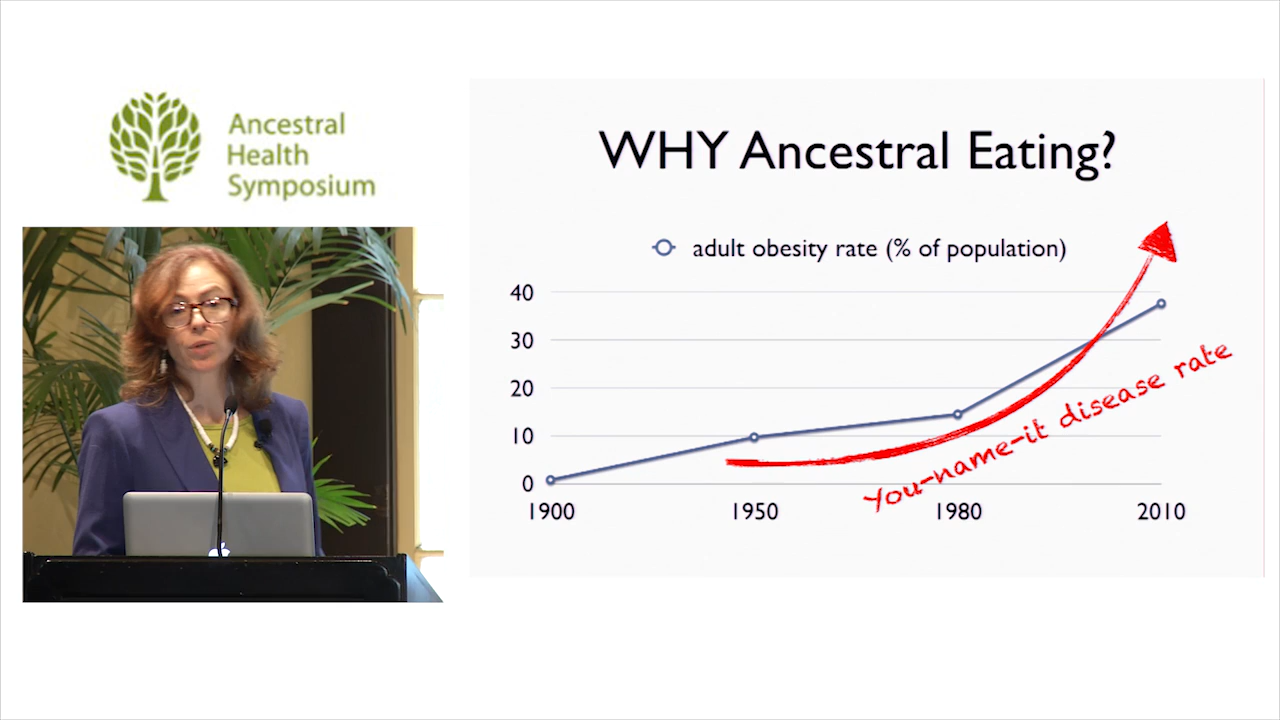 Ancestral
Health
Symposium
WHY Ancestral Eating?
adult obesity rate (% of population)
40
30
20
10
0
1900
1950
1980
2010
You-name-it disease rate